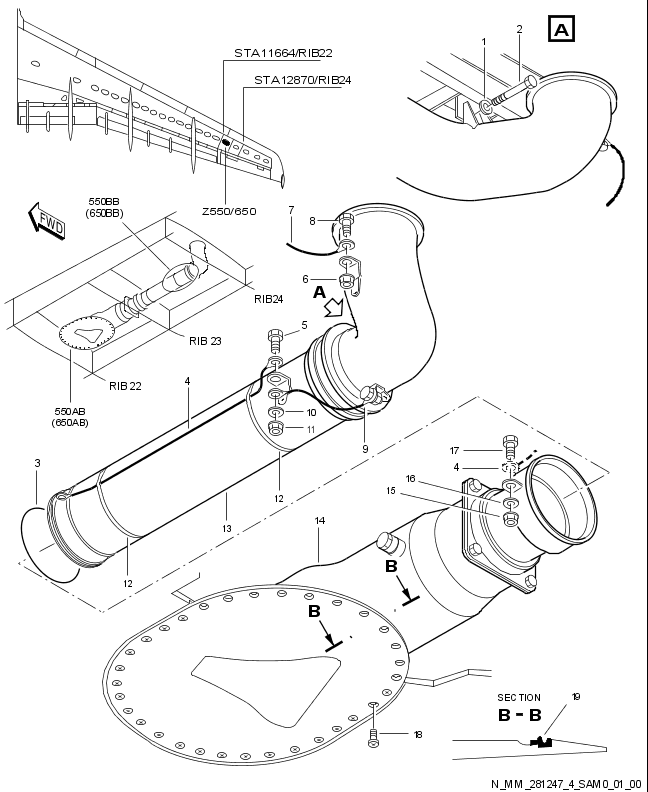 A
1
2
STA11664/RIB22
STA12870/RIB24
Z550/650
FWD
550BB
(650BB)
RIB24
RIB 23
RIB 22
550AB
(650AB)
7
8
6
A
5
4
10
11
9
12
3
13
12
17
4
16
15
14
B
B
18
SECTION
B - B
19
N_MM_281247_4_SAM0_01_00